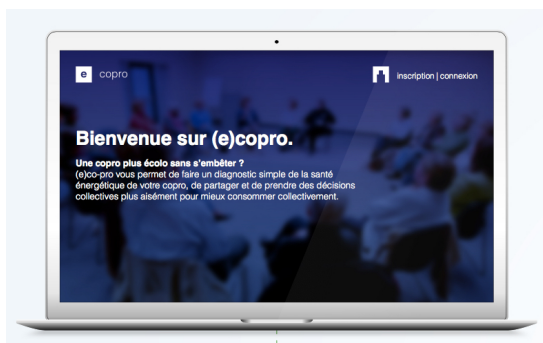 e copro
inscription | connexion
Bienvenue sur (e)copro.
Une copro plus écolo sans s'embêter ?
(e)co-pro vous permet de faire un diagnostic simple de la santé
énergétique de votre copro, de partager et de prendre des décisions
collectives plus aisément pour mieux consommer collectivement.